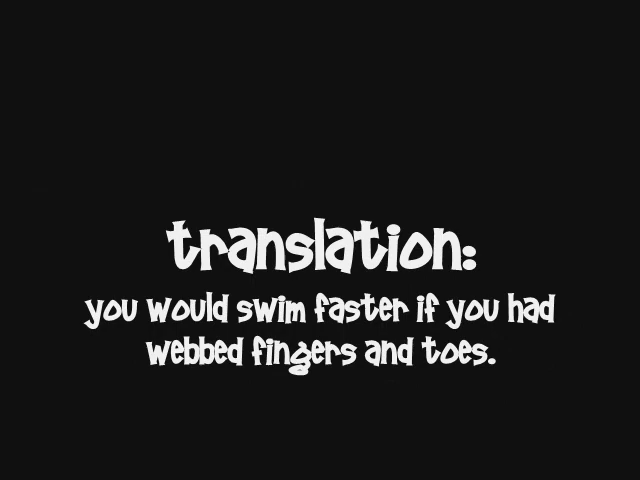 translation:
you would swim faster if you had
webbed fingers and toes.